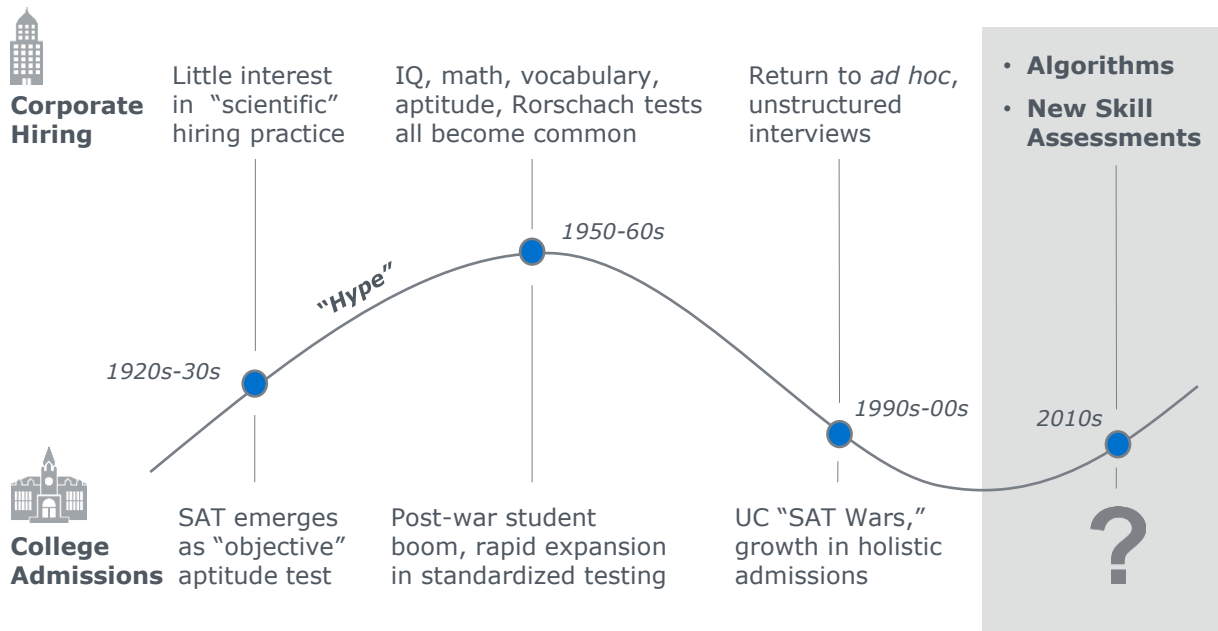 Corporate
Hiring
Little interest
in “scientific”
hiring practice
IQ, math, vocabulary,
aptitude, Rorschach tests
all become common
Return to ad hoc,
unstructured
interviews
• Algorithms
• New Skill
Assessments
1950-60s
“Hype”
1920s-30s
1990s-00s
2010s
College
Admissions
SAT emerges
as “objective”
aptitude test
Post-war student
boom, rapid expansion
in standardized testing
UC “SAT Wars,”
growth in holistic
admissions
?